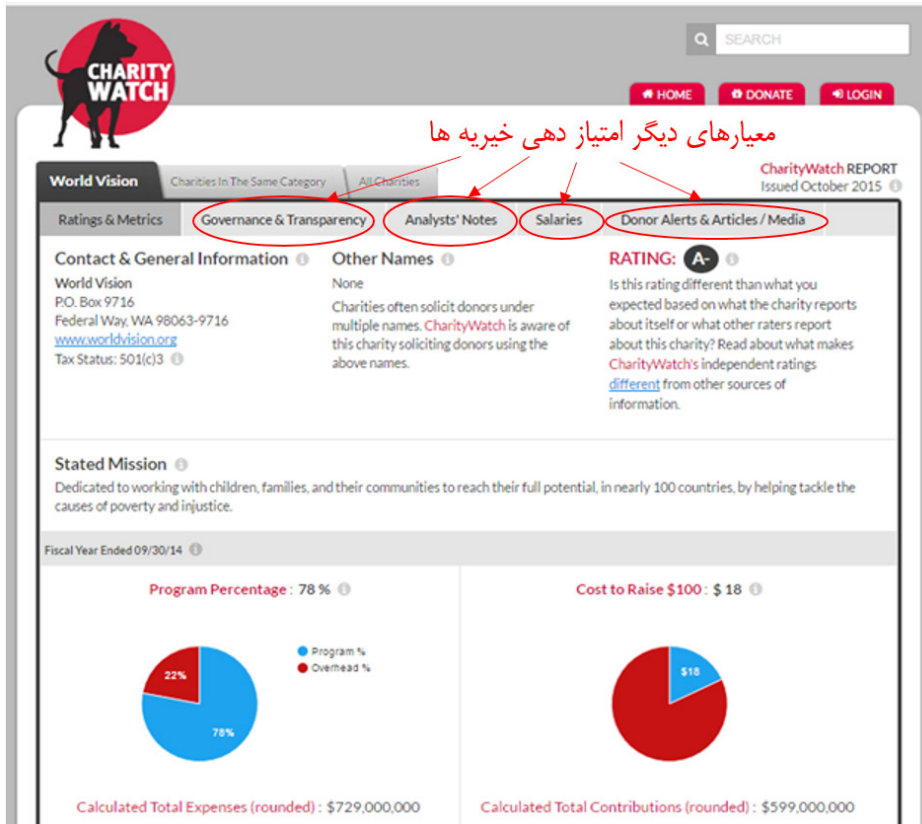 CHARITY
WATCH
SEARCH
HOME
DONATE
LOGIN
معیارهای دیگر امتیاز دهی خیریه ها
World Vision
Charities In The Same Category
All Charities
CharityWatch REPORT
Issued October 2015
Ratings & Metrics
Governance & Transparency
Analysts' Notes
Salaries
Donor Alerts & Articles / Media
Contact & General Information
World Vision
P.O. Box 9716
Federal Way, WA 98063-9716
www.worldvision.org
Tax Status: 501(c)3
Other Names
None
Charities often solicit donors under
multiple names. CharityWatch is aware of
this charity soliciting donors using the
above names.
RATING: A-
Is this rating different than what you
expected based on what the charity reports
about itself or what other raters report
about this charity? Read about what makes
CharityWatch's independent ratings
different from other sources of
information.
Stated Mission
Dedicated to working with children, families, and their communities to reach their full potential, in nearly 100 countries, by helping tackle the
causes of poverty and injustice.
Fiscal Year Ended 09/30/14
Program Percentage : 78 %
Program %
Overhead %
22%
78%
Calculated Total Expenses (rounded) : $729,000,000
Cost to Raise $100 : $ 18
$18
Calculated Total Contributions (rounded) : $599,000,000